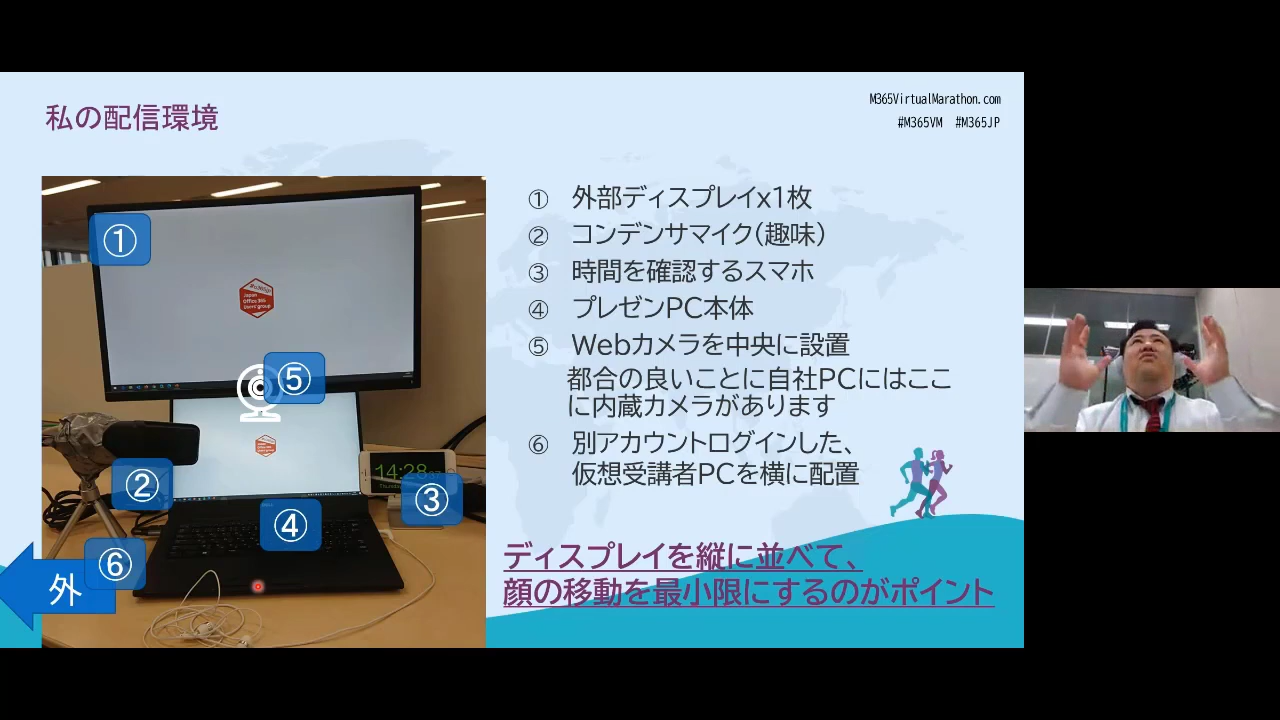 私の配信環境
M365VirtualMarathon.com
#M365VM #M365JP
①
⑤
②
③
④
⑥
外
14:28
Japan
Office 365
Users' group
① 外部ディスプレイx1枚
② コンデンサマイク(趣味)
③ 時間を確認するスマホ
④ プレゼンPC本体
⑤ Webカメラを中央に設置
都合の良いことに自社PCにはここ
に内蔵カメラがあります
⑥ 別アカウントログインした、
仮想受講者PCを横に配置
ディスプレイを縦に並べて、
顔の移動を最小限にするのがポイント